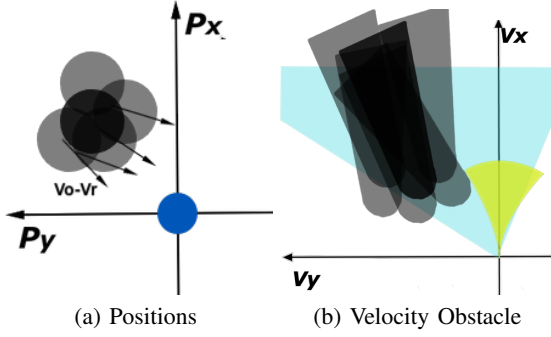 Px
Vx
Vo-Vr
Py
Vy
(a) Positions
(b) Velocity Obstacle